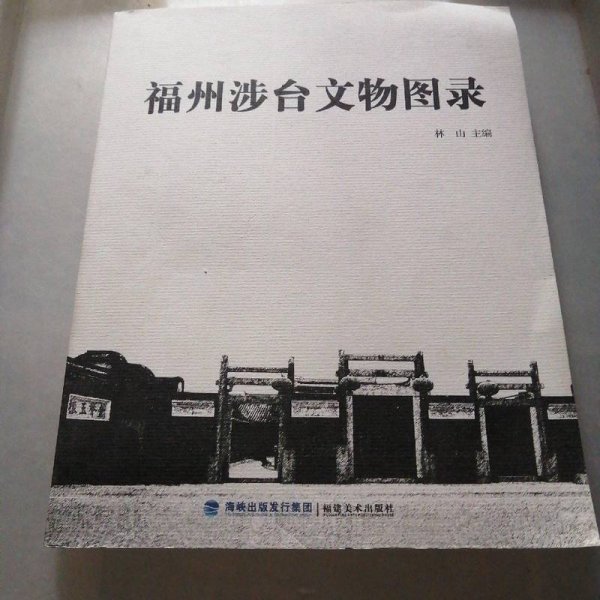 福州涉台文物图录
林 山 主编
海峡出版发行集团 | 福建美术出版社